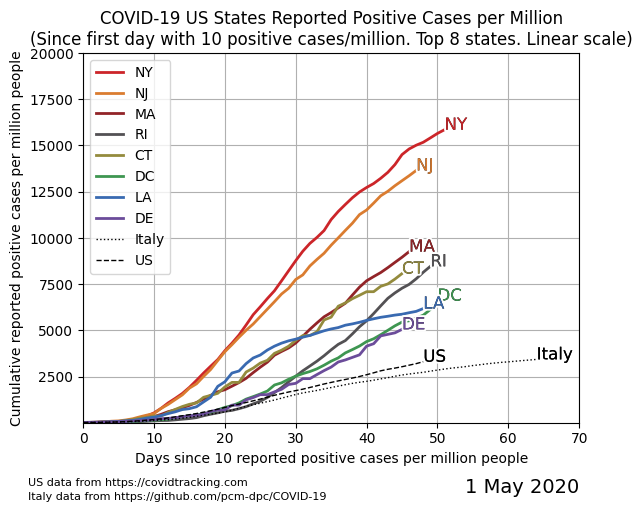 COVID-19 US States Reported Positive Cases per Million
(Since first day with 10 positive cases/million. Top 8 states. Linear scale)
Cumulative reported positive cases per million people
20000
17500
15000
12500
10000
7500
5000
2500
NY
NJ
MA
RI
CT
DC
LA
DE
Italy
US
NY
NJ
MA
RI
CT
DC
LA
DE
US
Italy
0 10 20 30 40 50 60 70
Days since 10 reported positive cases per million people
US data from https://covidtracking.com
Italy data from https://github.com/pcm-dpc/COVID-19
1 May 2020